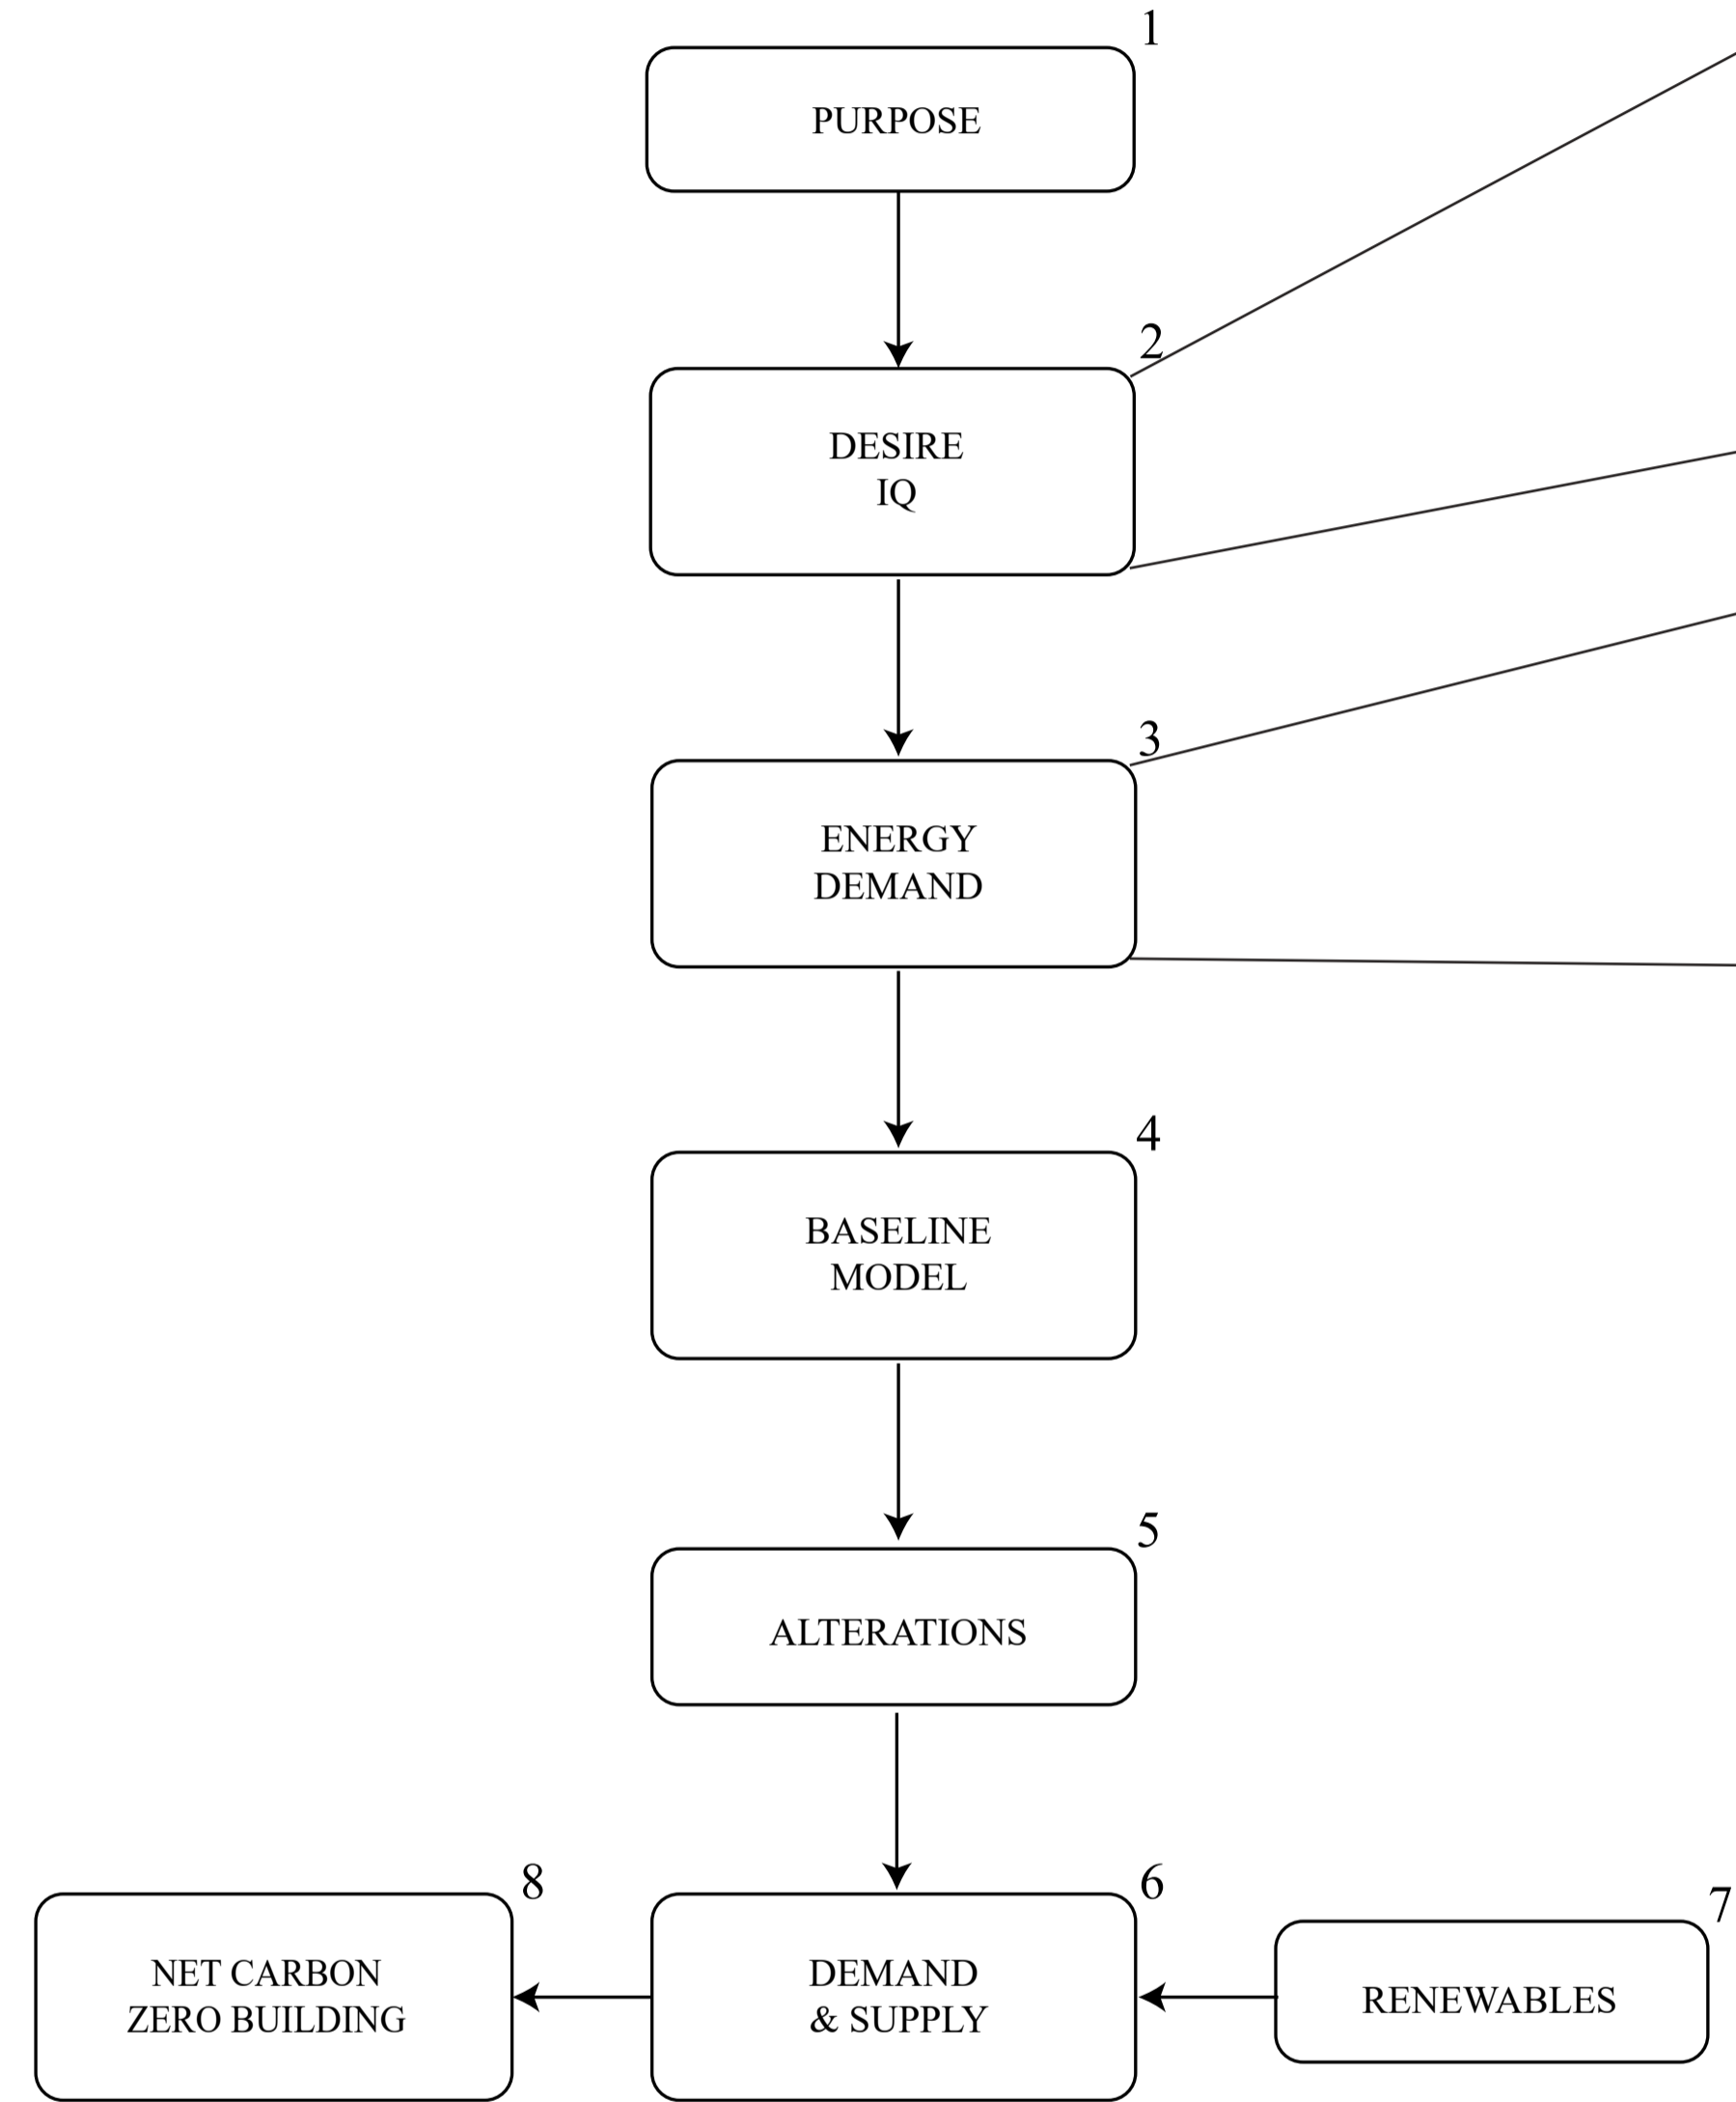 1
PURPOSE
2
DESIRE
IQ
3
ENERGY
DEMAND
4
BASELINE
MODEL
5
ALTERATIONS
8
NET CARBON
ZERO BUILDING
6
DEMAND
& SUPPLY
7
RENEWABLES